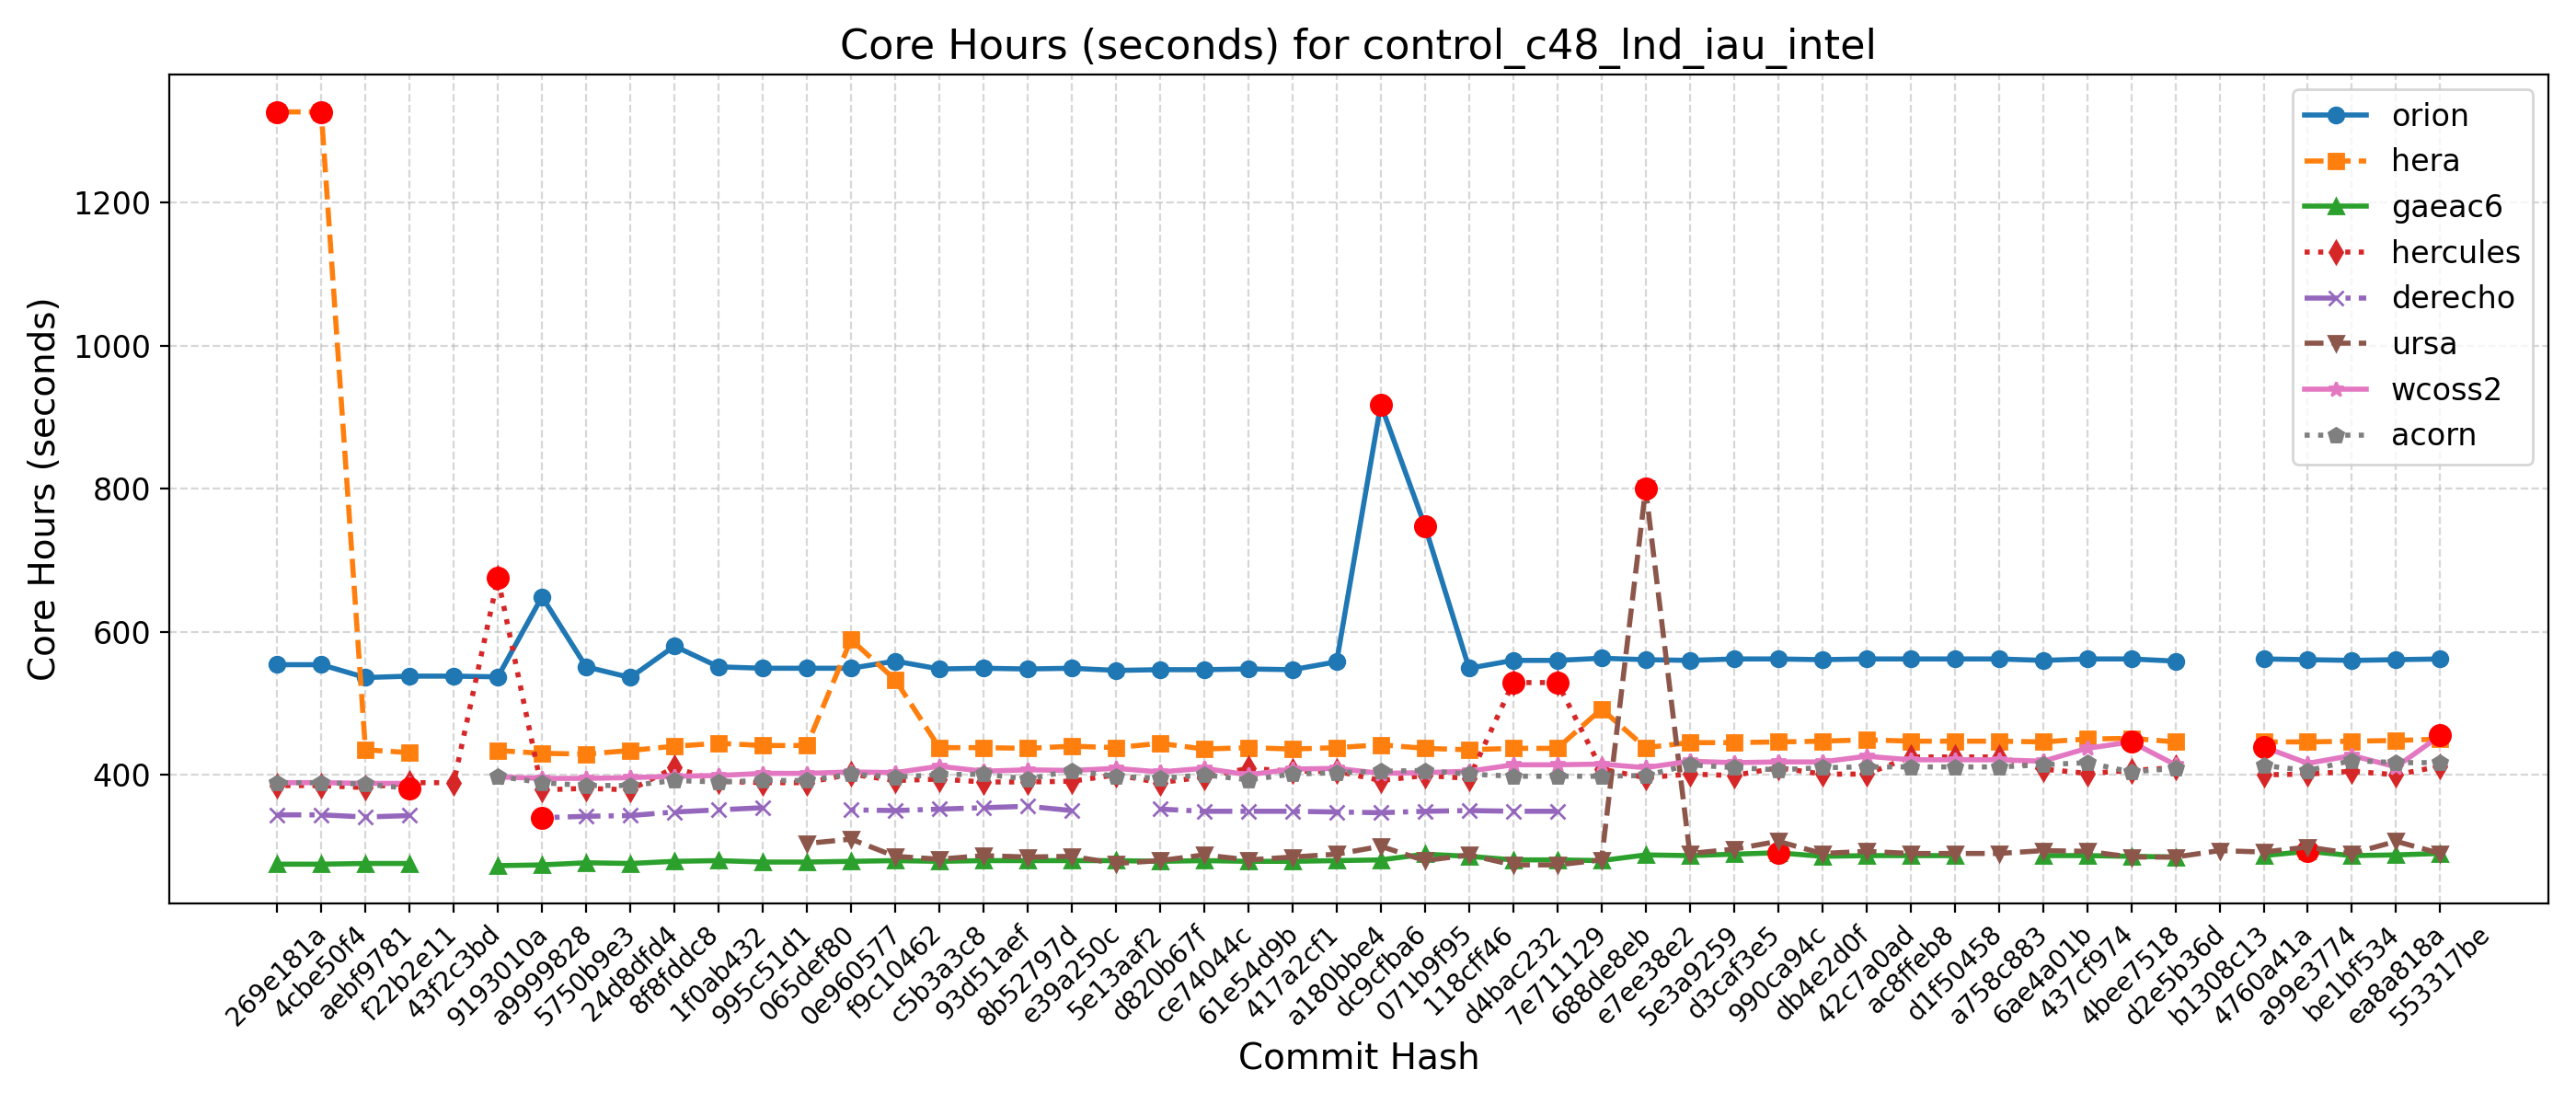 Core Hours (seconds) for control_c48_lnd_iau_intel
Core Hours (seconds)
1200
1000
800
600
400
orion
hera
gaeac6
hercules
derecho
ursa
wcoss2
acorn
269e181a
4cbe50f4
aebf9781
f22b2e11
43f2c3bd
9193010a
a9999828
5750b9e3
24d8dfd4
8f8fddc8
1f0ab432
995c51d1
065def80
0e960577
f9c10462
c5b3a3c8
93d51aef
8b52797d
e39a250c
5e13aaf2
d820b67f
ce74044c
61e54d9b
417a2cf1
a180bbe4
dc9cfba6
071b9f95
118cff46
d4bac232
7e711129
688de8eb
e7ee38e2
5e3a9259
d3caf3e5
990ca94c
db4e2d0f
42c7a0ad
ac8ffeb8
d1f50458
a758c883
6ae4a01b
437cf974
4bee7518
d2e5b36d
b1308c13
4760a41a
a99e3774
be1bf534
ea8a818a
553317be
Commit Hash